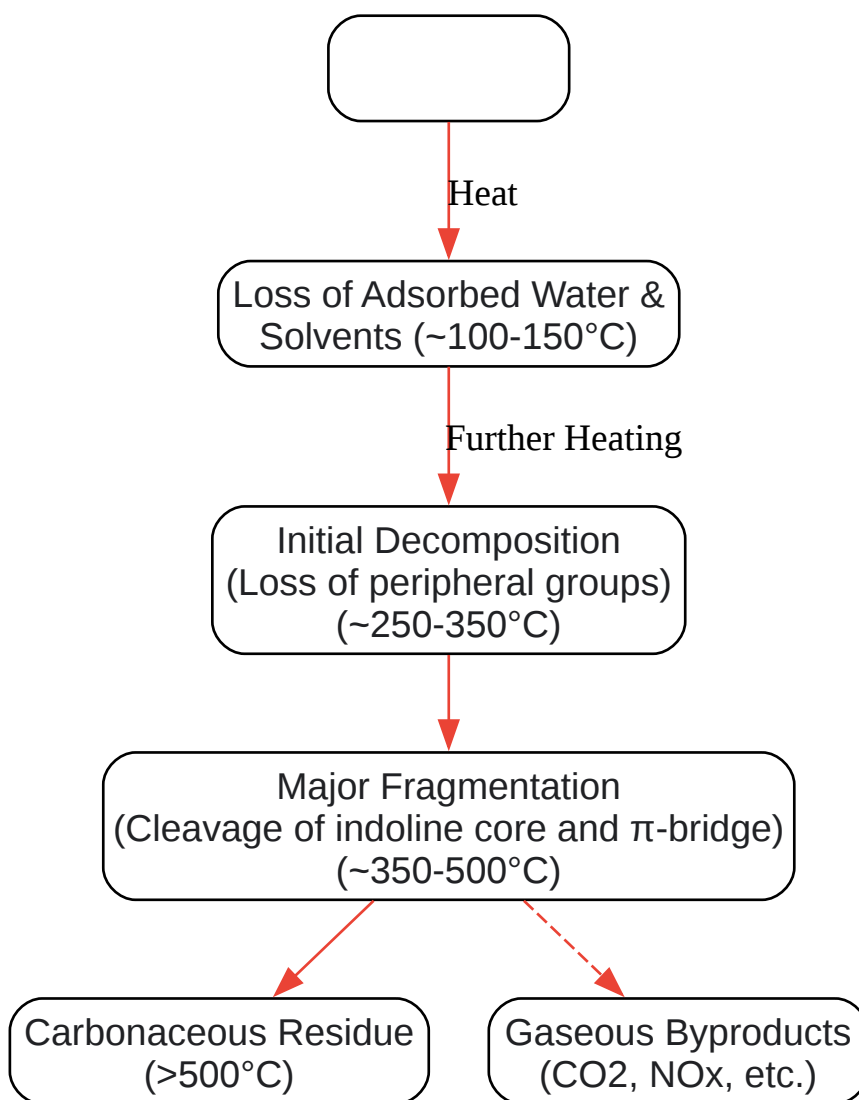 Heat
Loss of Adsorbed Water &
Solvents (~100-150°C)
Further Heating
Initial Decomposition
(Loss of peripheral groups)
(~250-350°C)
Major Fragmentation
(Cleavage of indoline core and π-bridge)
(~350-500°C)
Carbonaceous Residue
(>500°C)
Gaseous Byproducts
(CO2, NOx, etc.)